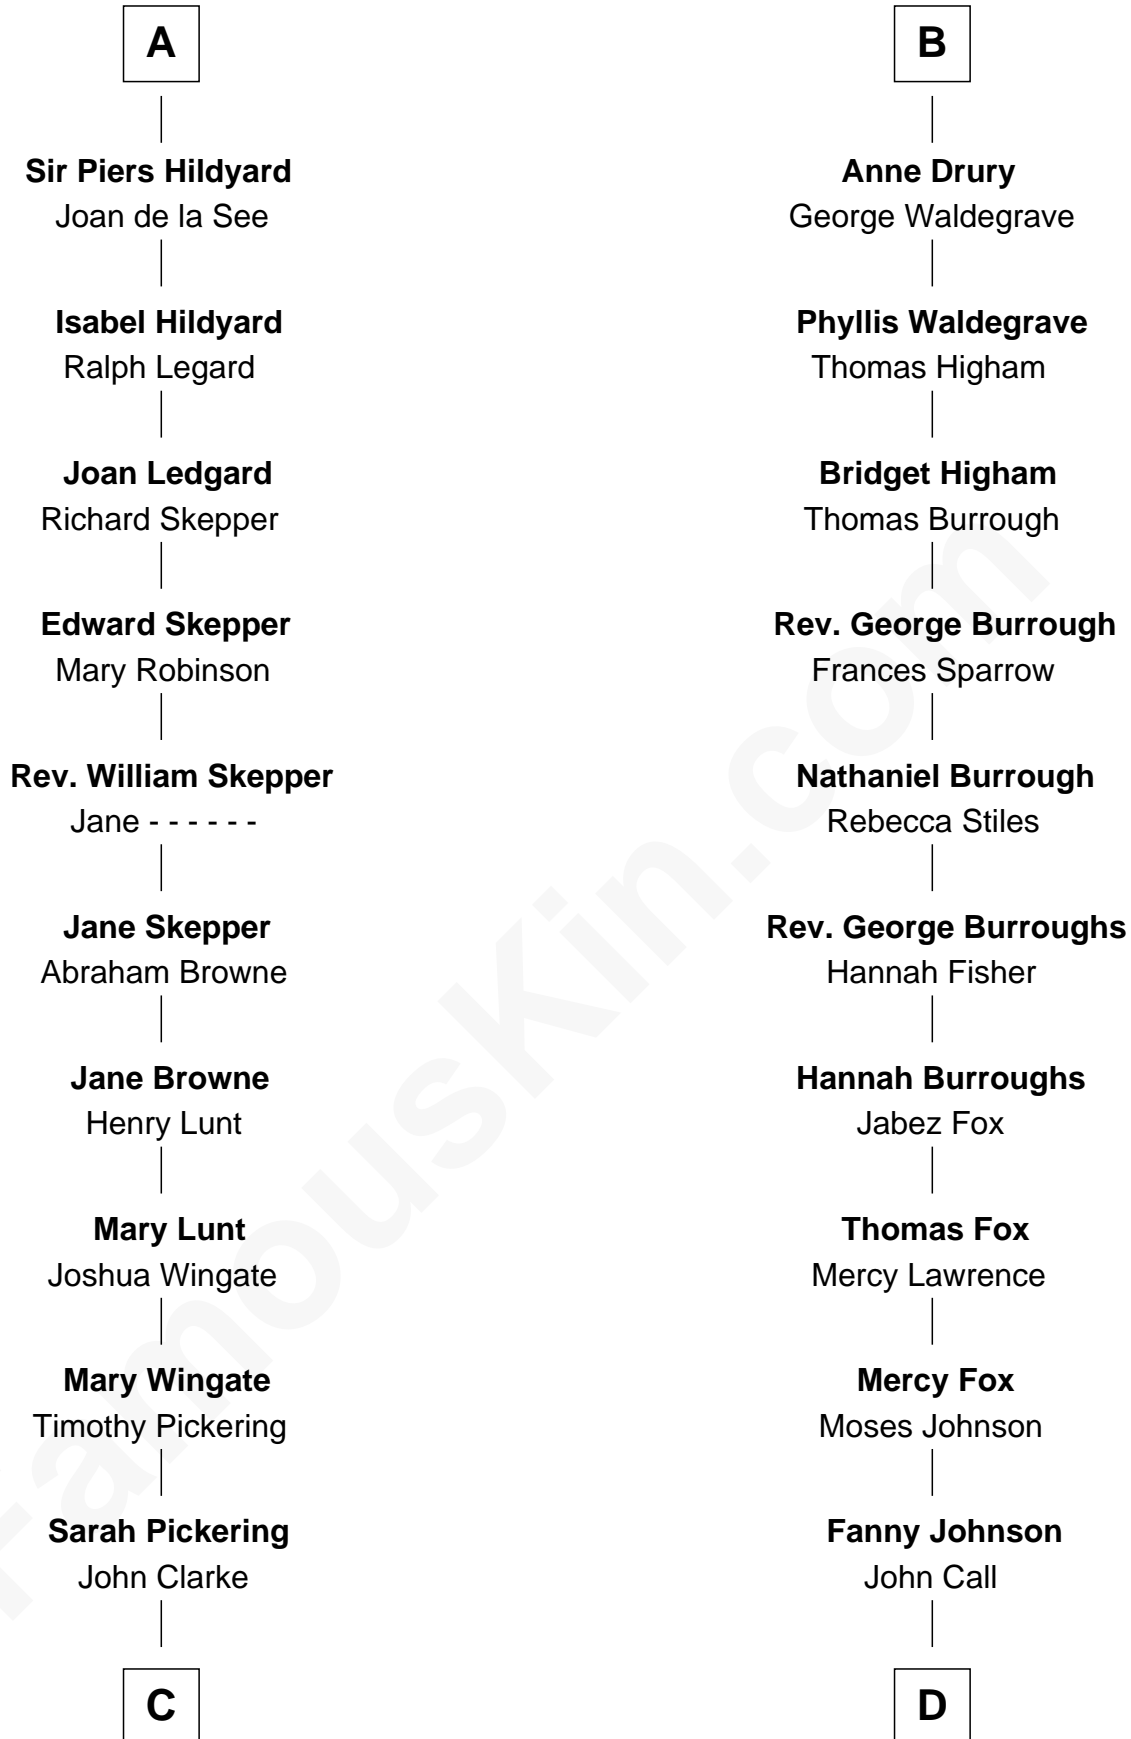 A
Sir Piers Hildyard
Joan de la See
Isabel Hildyard
Ralph Legard
Joan Ledgard
Richard Skepper
Edward Skepper
Mary Robinson
Rev. William Skepper
Jane - - - - - -
Jane Skepper
Abraham Browne
Jane Browne
Henry Lunt
Mary Lunt
Joshua Wingate
Mary Wingate
Timothy Pickering
Sarah Pickering
John Clarke
C
B
Anne Drury
George Waldegrave
Phyllis Waldegrave
Thomas Higham
Bridget Higham
Thomas Burrough
Rev. George Burrough
Frances Sparrow
Nathaniel Burrough
Rebecca Stiles
Rev. George Burroughs
Hannah Fisher
Hannah Burroughs
Jabez Fox
Thomas Fox
Mercy Lawrence
Mercy Fox
Moses Johnson
Fanny Johnson
John Call
D
FamousKin.com